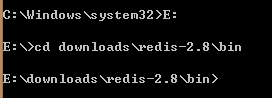 C:\Windows\system32>E:
E:\>cd downloads\redis-2.8\bin
E:\downloads\redis-2.8\bin>